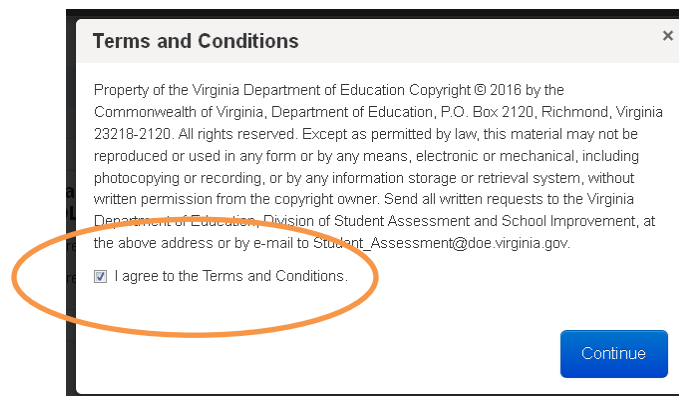 Terms and Conditions
×
Property of the Virginia Department of Education Copyright © 2016 by the
Commonwealth of Virginia, Department of Education, P.O. Box 2120, Richmond, Virginia
23218-2120. All rights reserved. Except as permitted by law, this material may not be
reproduced or used in any form or by any means, electronic or mechanical, including
photocopying or recording, or by any information storage or retrieval system, without
written permission from the copyright owner. Send all written requests to the Virginia
Department of Education, Division of Student Assessment and School Improvement, at
the above address or by e-mail to Student_Assessment@doe.virginia.gov.
I agree to the Terms and Conditions.
Continue